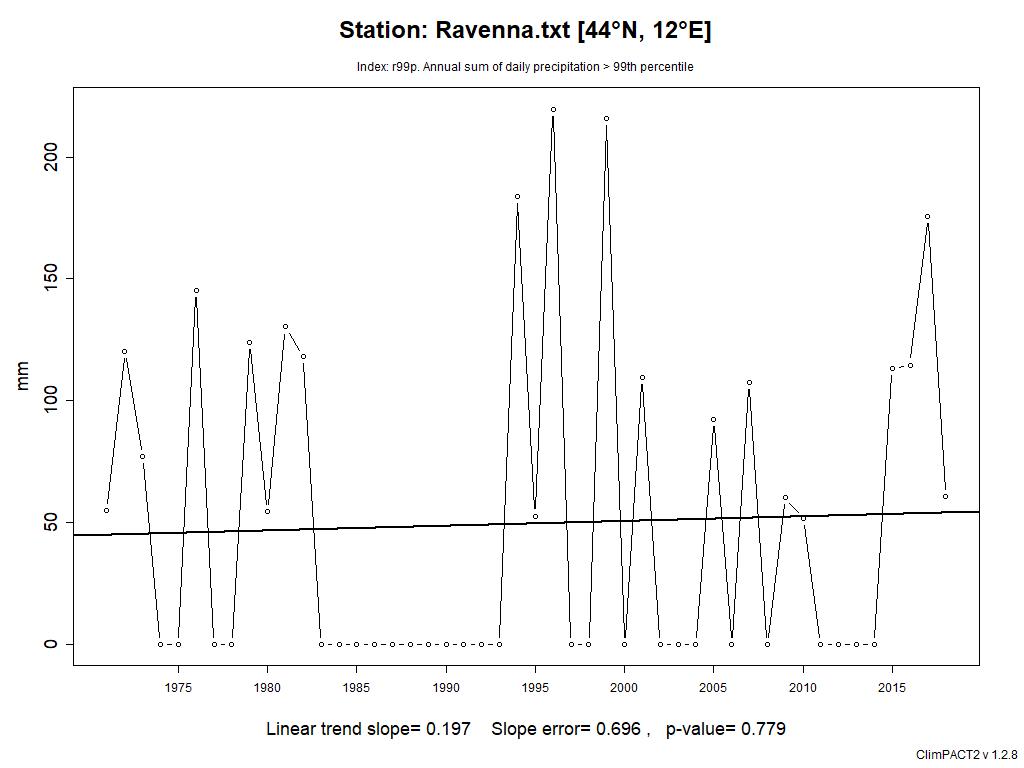 Station: Ravenna.txt [44°N, 12°E]
Index: r99p. Annual sum of daily precipitation > 99th percentile
200
150
100
50
0
mm
1975 1980 1985 1990 1995 2000 2005 2010 2015
Linear trend slope= 0.197 Slope error= 0.696 , p-value= 0.779
ClimPACT2 v 1.2.8